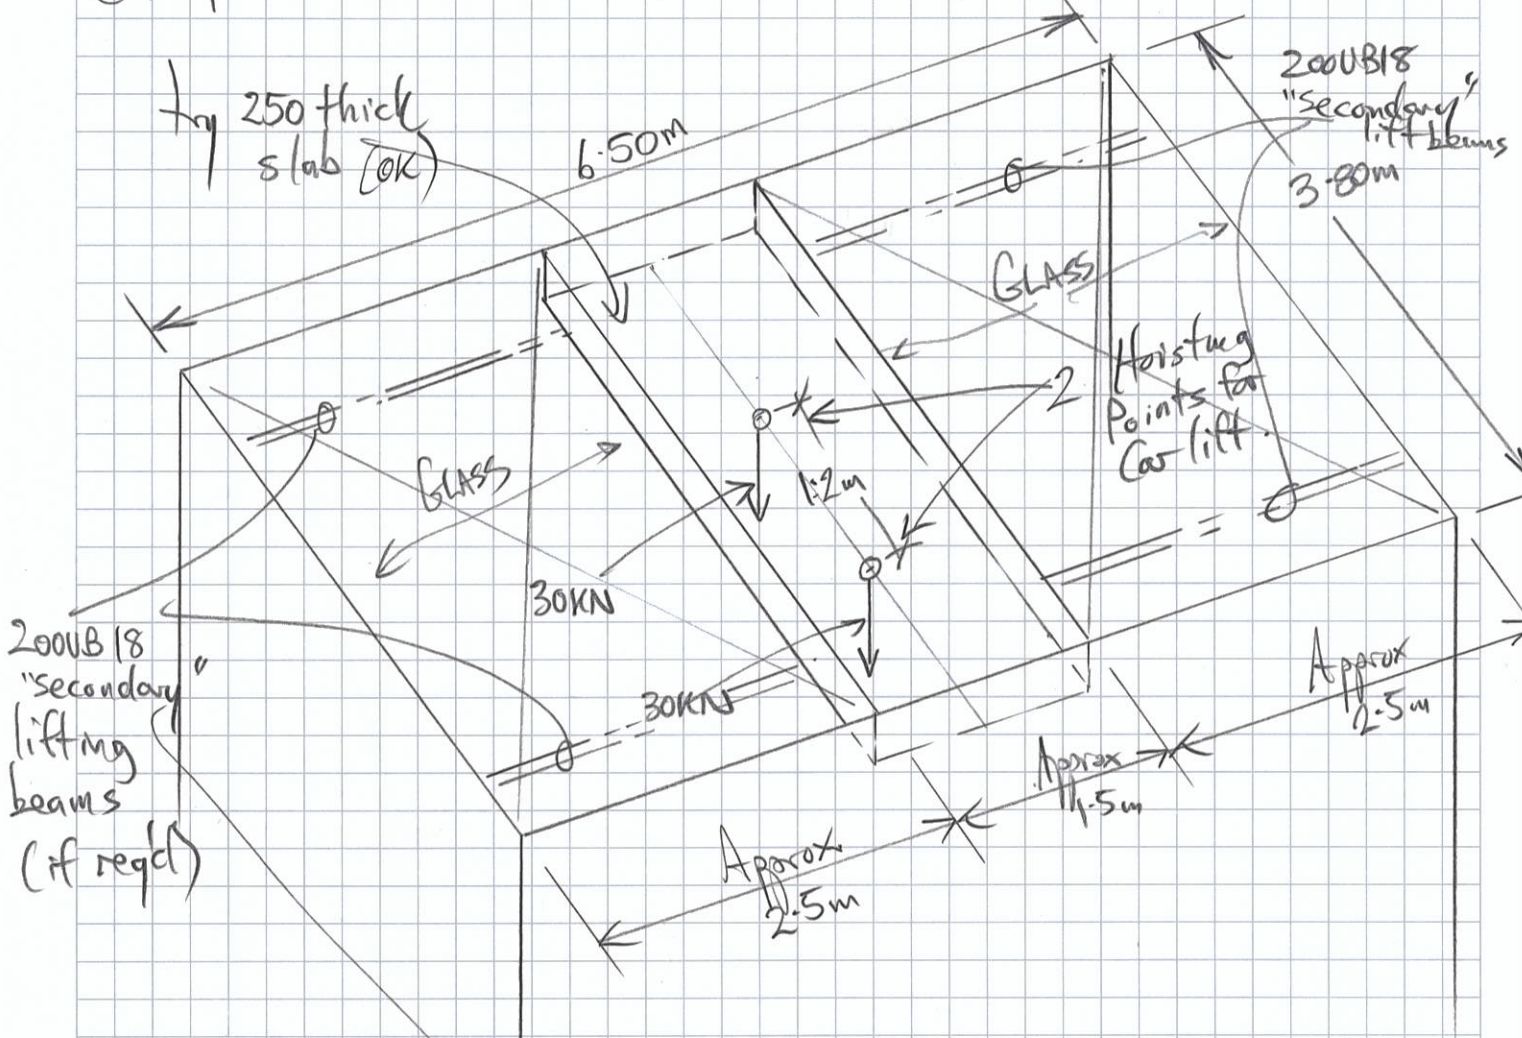 try 250 thick
slab (OK)
6.50m
200UB18
"secondary"
lift beams
3.80m
GLASS
Hoisting
Points for
Car lift.
2
GLASS
1.2m
30KN
30KN
200UB18
"secondary"
lifting
beams
(if req'd)
Approx
2.5m
Approx
1.5m
Approx
2.5m